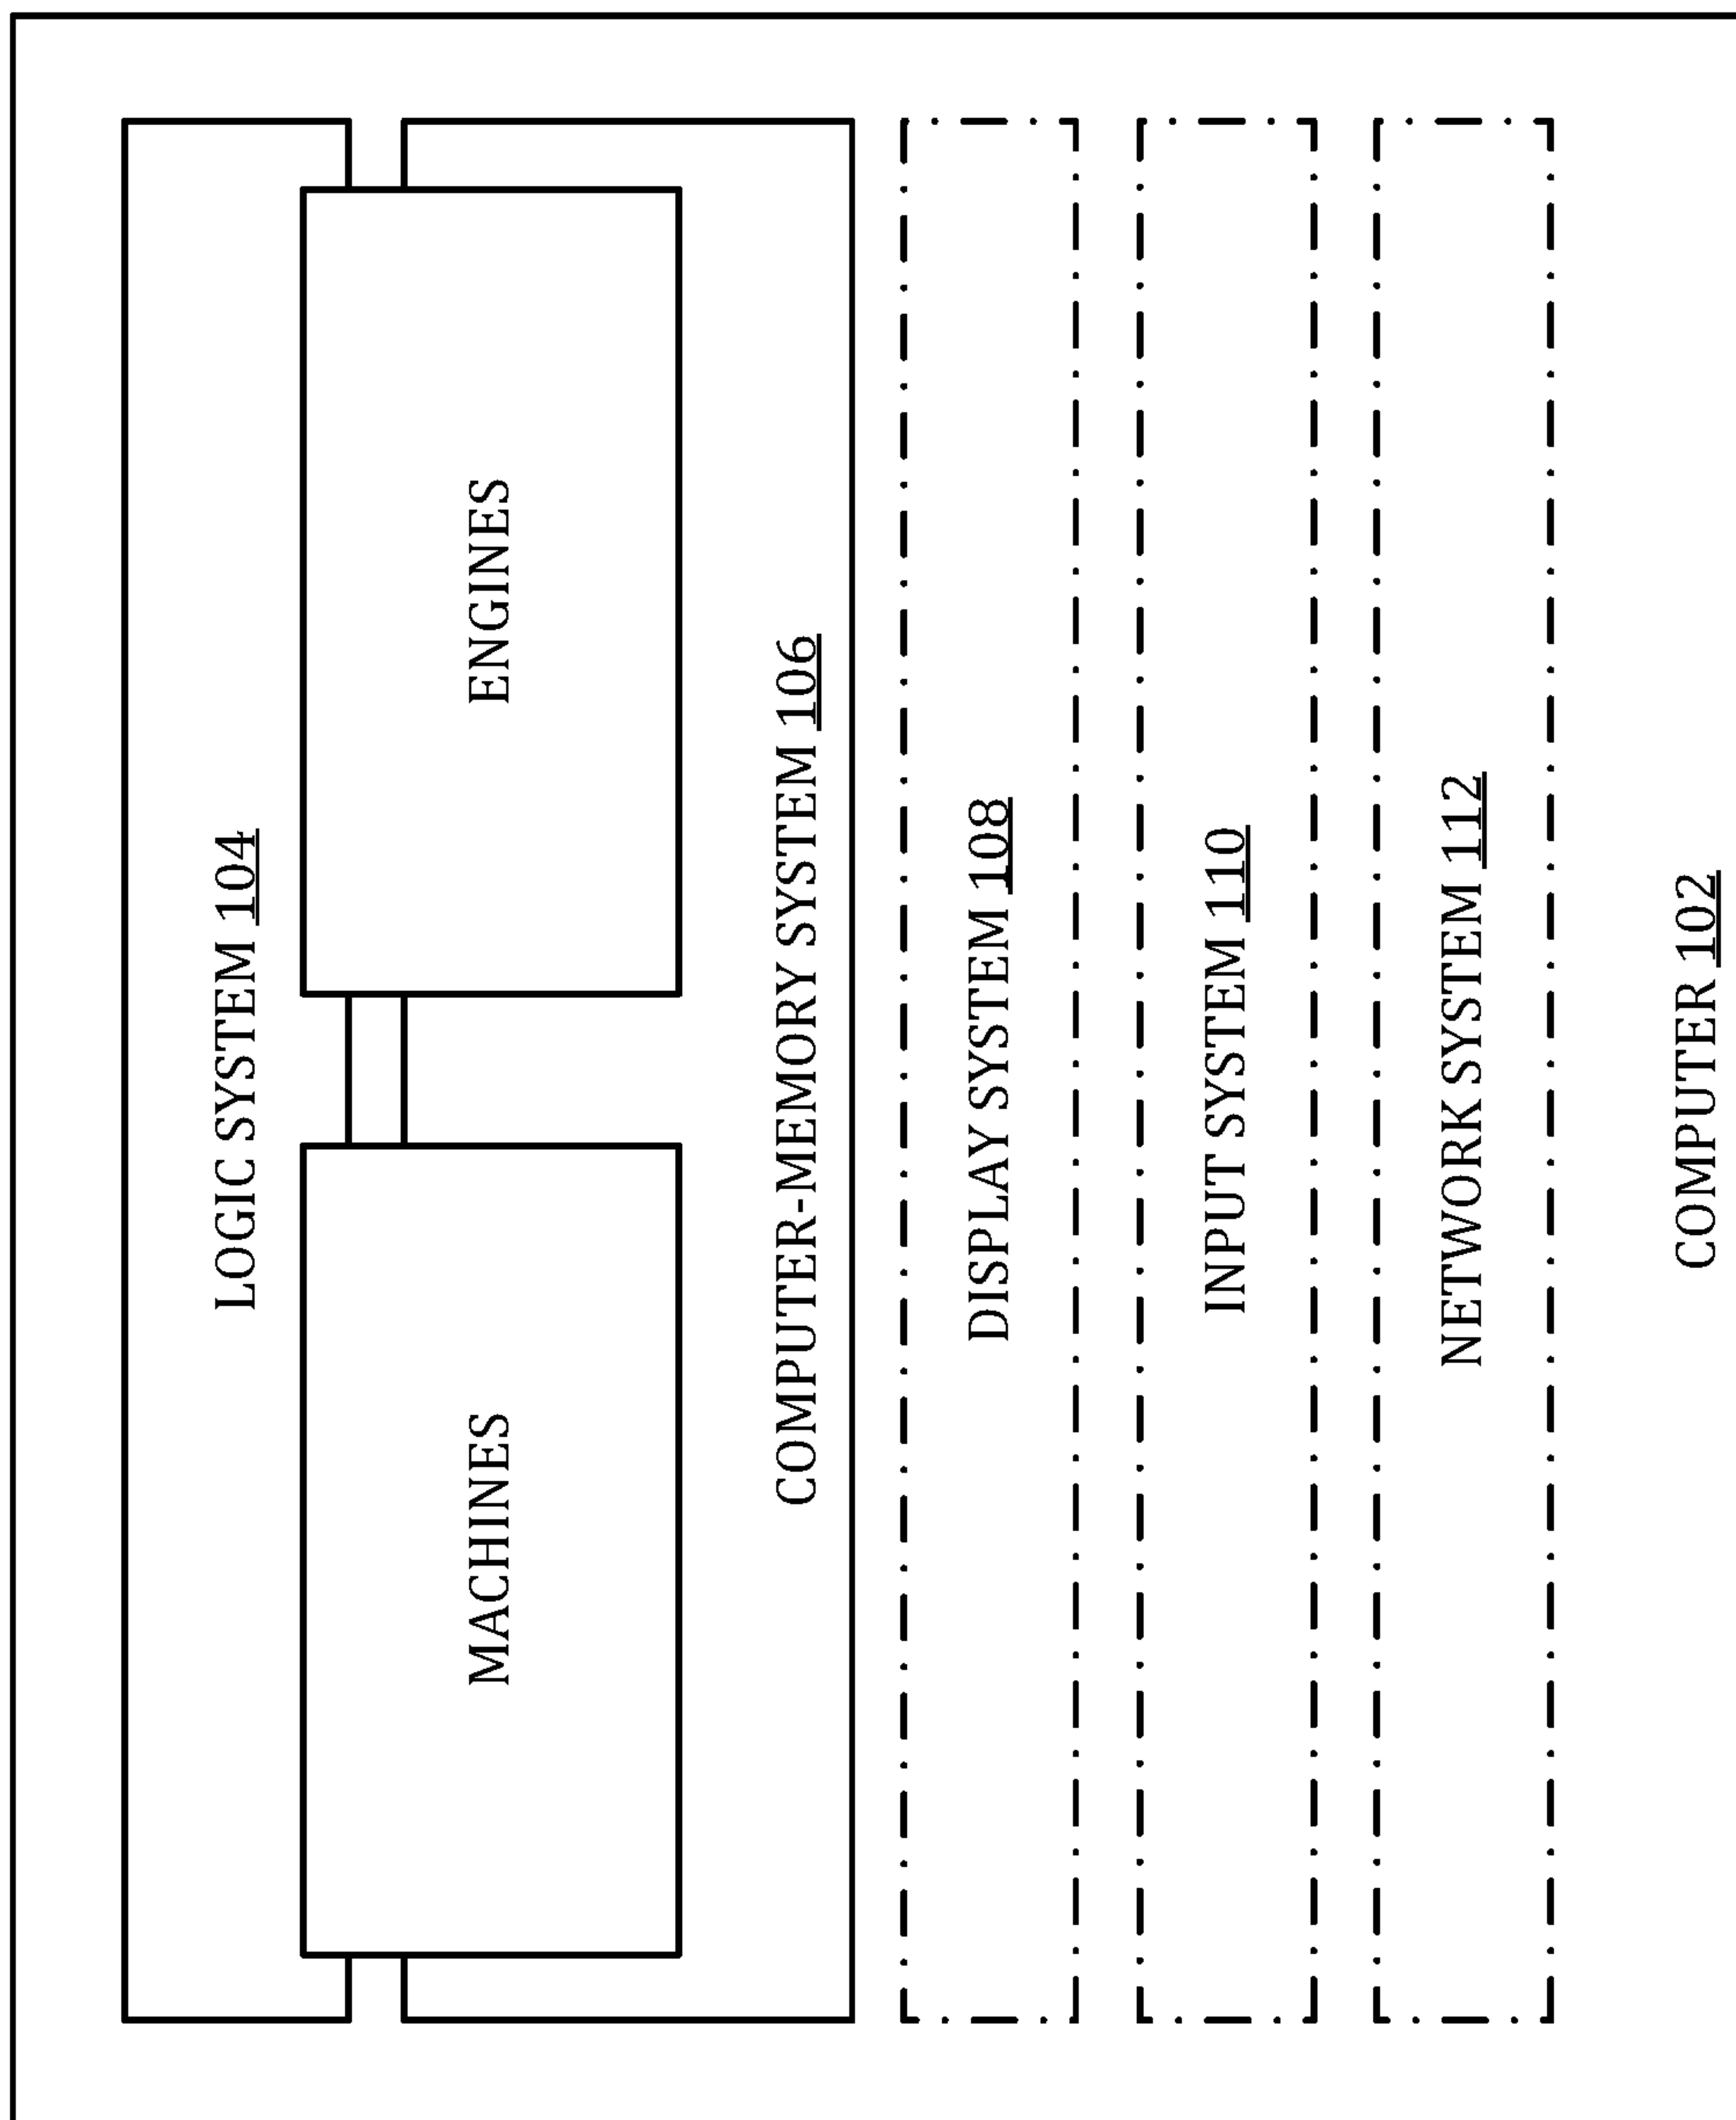 LOGIC SYSTEM 104
MACHINES
ENGINES
COMPUTER-MEMORY SYSTEM 106
DISPLAY SYSTEM 108
INPUT SYSTEM 110
NETWORK SYSTEM 112
COMPUTER 102